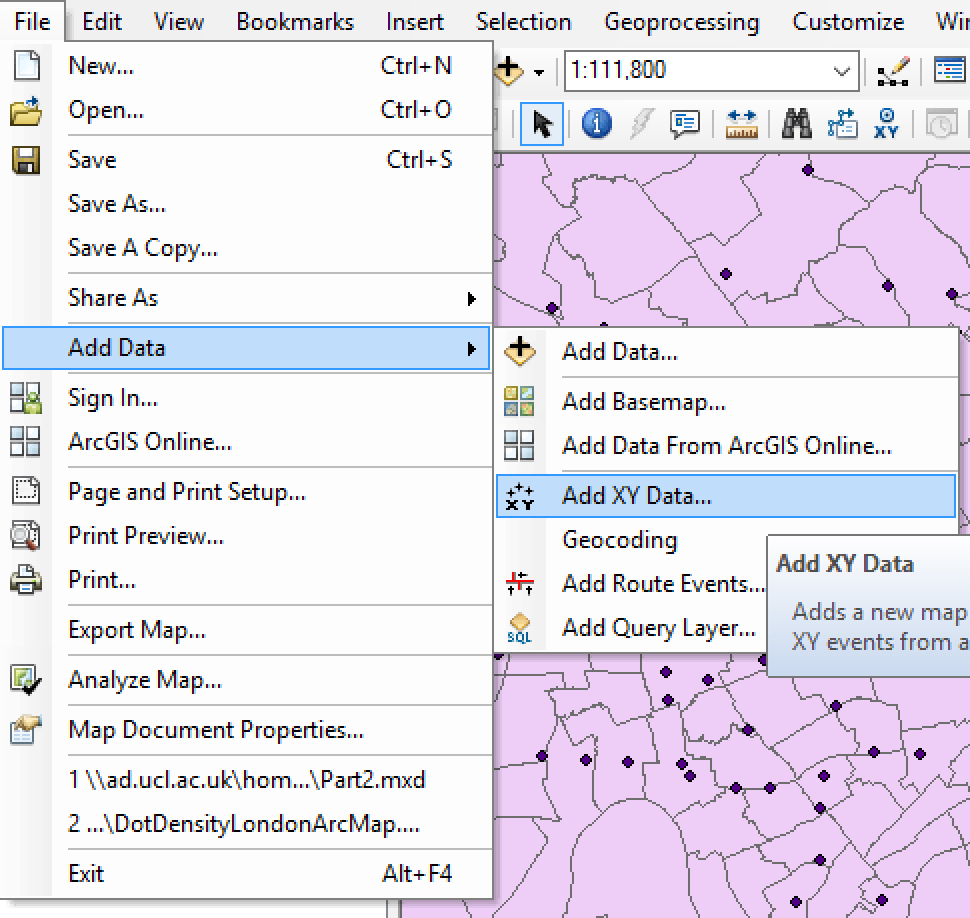 File Edit View Bookmarks Insert Selection Geoprocessing Customize
1:111,800
XY
New... Ctrl+N
Open... Ctrl+O
Save Ctrl+S
Save As...
Save A Copy...
Share As
Add Data
Sign In...
ArcGIS Online...
Page and Print Setup...
Print Preview...
Print...
Export Map...
Analyze Map...
Map Document Properties...
1 \\ad.ucl.ac.uk\hom...\Part2.mxd
2 ...\DotDensityLondonArcMap....
Exit Alt+F4
Add Data...
Add Basemap...
Add Data From ArcGIS Online...
XY Add XY Data...
Geocoding
Add Route Events...
SQL Add Query Layer...
Add XY Data
Adds a new map
XY events from a